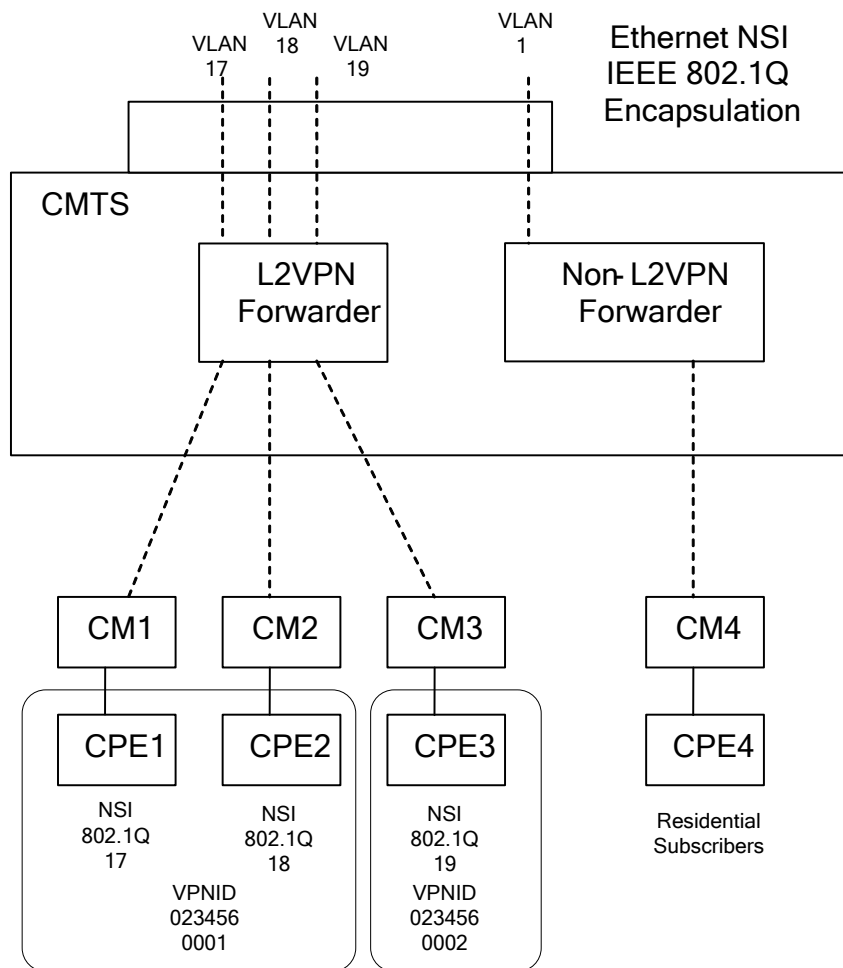 VLAN
17
VLAN
18
VLAN
19
VLAN
1
Ethernet NSI
IEEE 802.1Q
Encapsulation
CMTS
L2VPN
Forwarder
Non-L2VPN
Forwarder
CM1
CM2
CM3
CM4
CPE1
CPE2
CPE3
CPE4
NSI
802.1Q
17
NSI
802.1Q
18
NSI
802.1Q
19
Residential
Subscribers
VPNID
023456
0001
VPNID
023456
0002